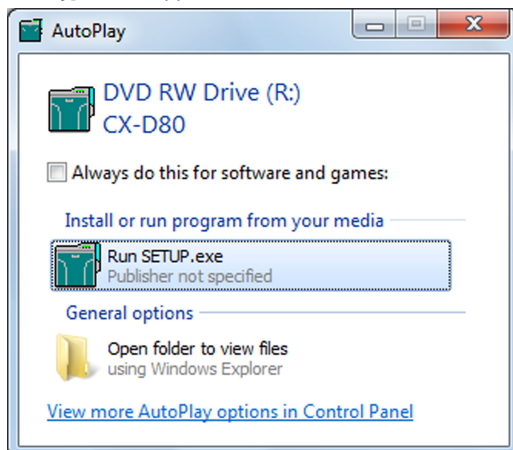 AutoPlay
DVD RW Drive (R:)
CX-D80
Always do this for software and games:
Install or run program from your media
Run SETUP.exe
Publisher not specified
General options
Open folder to view files
using Windows Explorer
View more AutoPlay options in Control Panel